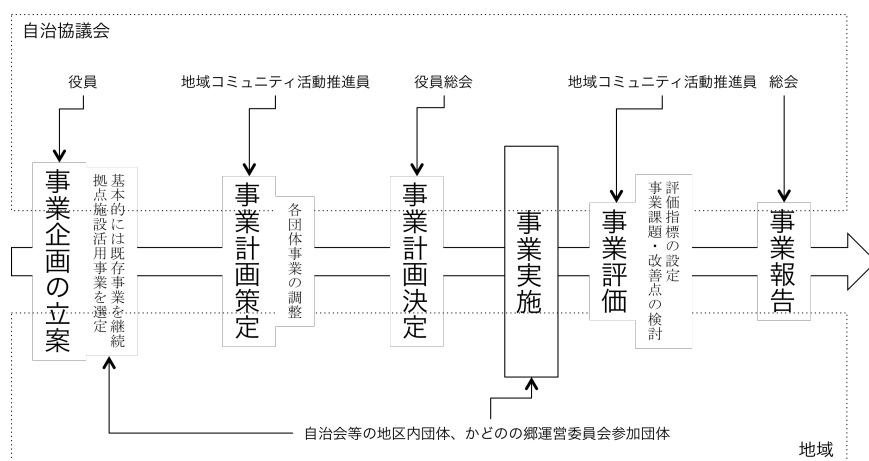 自治協議会
役員
地域コミュニティ活動推進員
役員総会
地域コミュニティ活動推進員
総会
事業企画の立案
基本的には既存事業を継続
拠点施設活用事業を選定
事業計画策定
各団体事業の調整
事業計画決定
事業実施
事業評価
評価指標の設定
事業課題・改善点の検討
事業報告
自治会等の地区内団体、かどのの郷運営委員会参加団体
地域